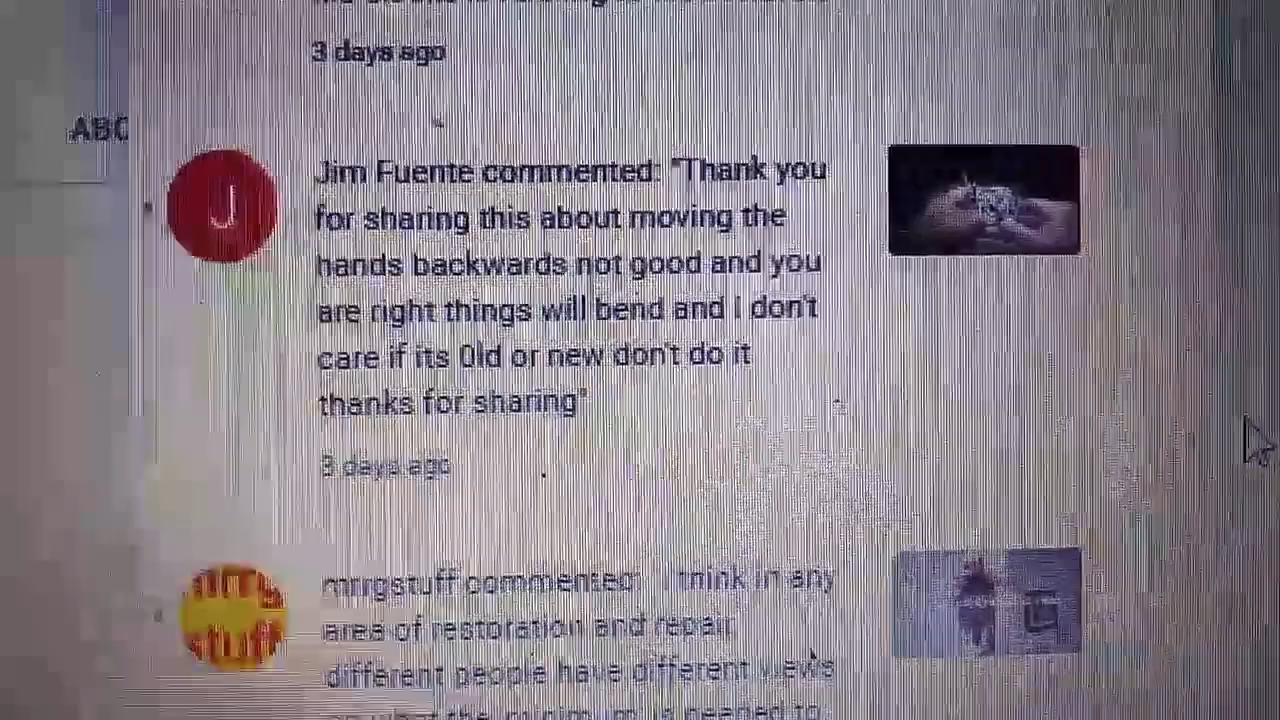 3 days ago
ABC
J
Jim Fuente commented: "Thank you
for sharing this about moving the
hands backwards not good and you
are right things will bend and I don't
care if its Old or new don't do it
thanks for sharing"
3 days ago
mrrgstuff commented: "I think in any
area of restoration and repair
different people have different views